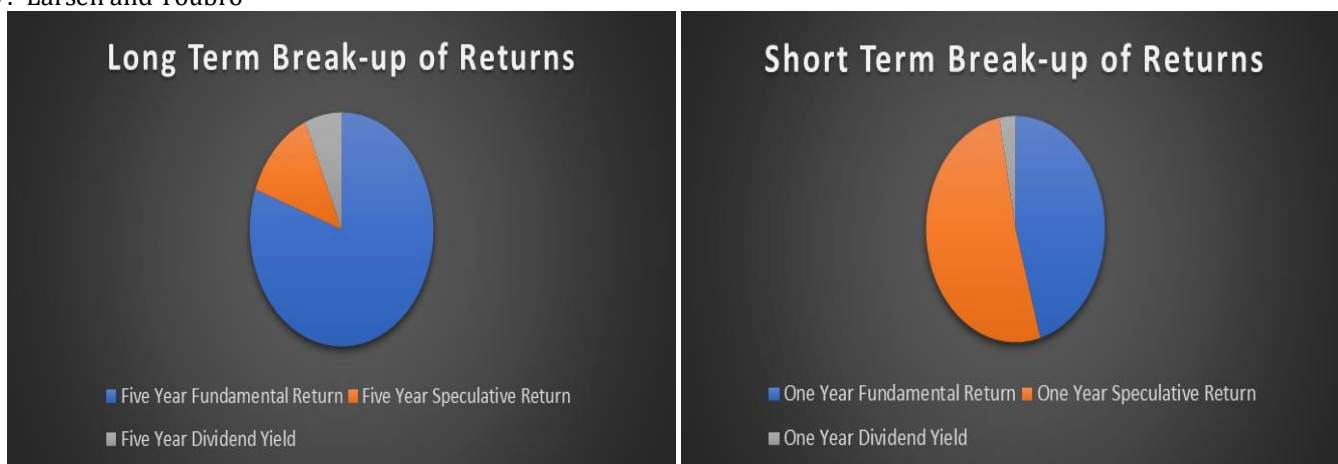 Larsen and Toubro
Long Term Break-up of Returns
Five Year Fundamental Return Five Year Speculative Return
Five Year Dividend Yield
Short Term Break-up of Returns
One Year Fundamental Return One Year Speculative Return
One Year Dividend Yield